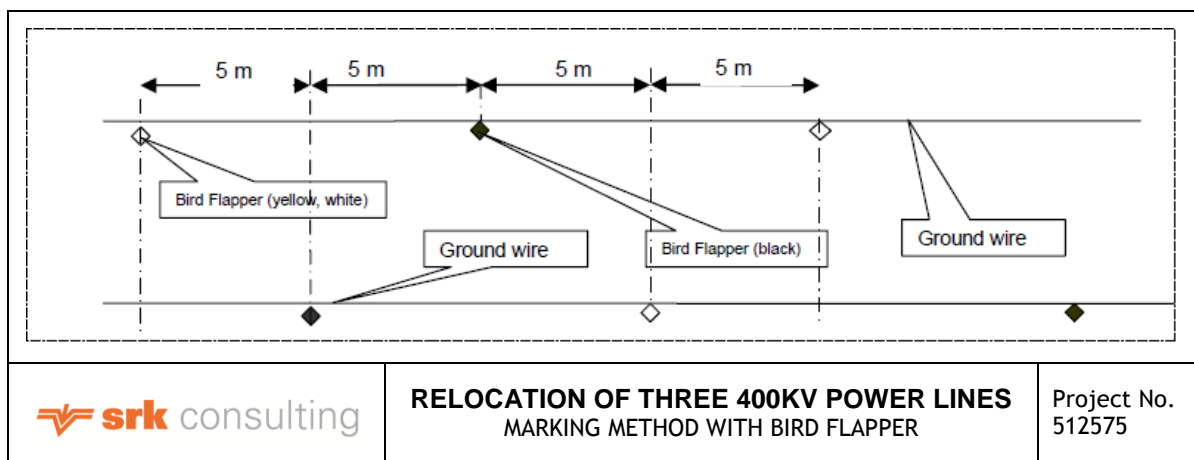 5 m 5 m 5 m 5 m
Bird Flapper (yellow, white)
Ground wire
Bird Flapper (black)
Ground wire
srk consulting
RELOCATION OF THREE 400KV POWER LINES
MARKING METHOD WITH BIRD FLAPPER
Project No.
512575